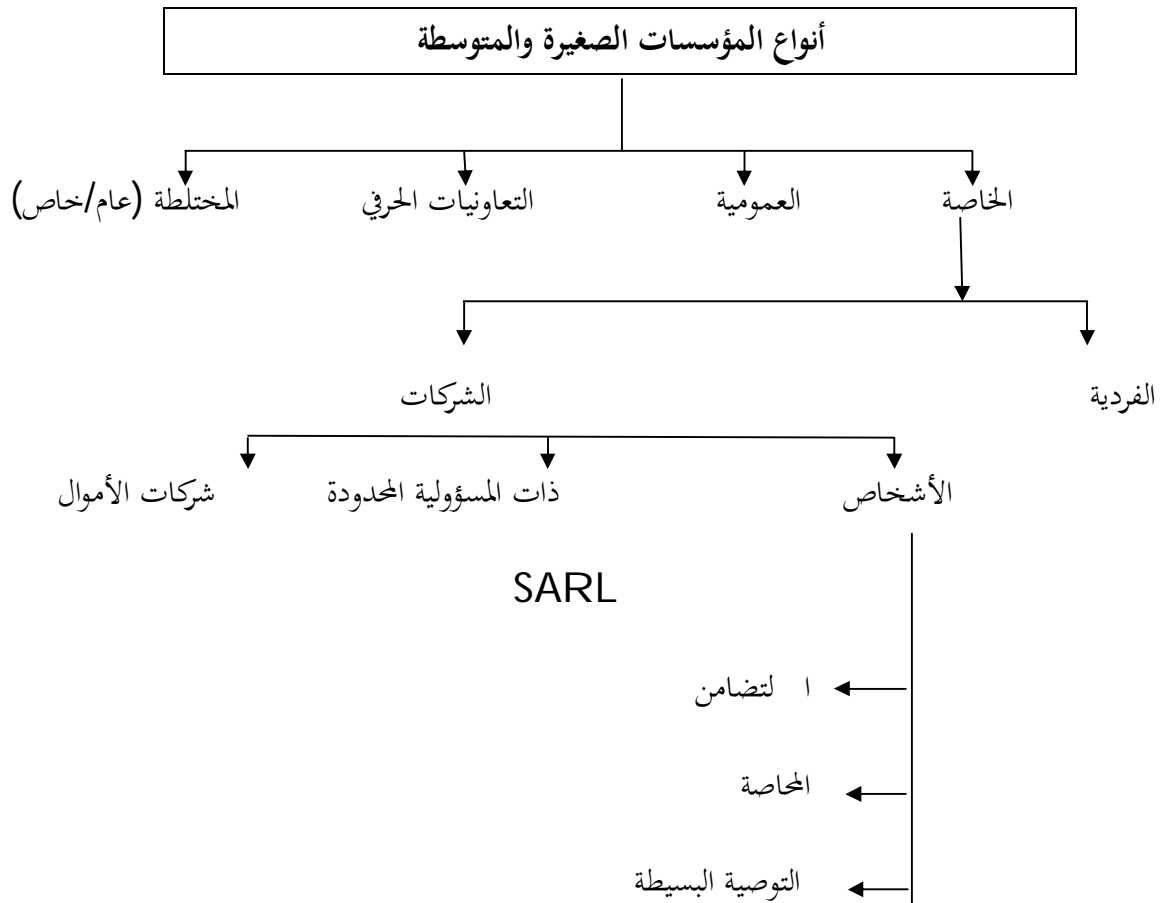 أنواع المؤسسات الصغيرة والمتوسطة
الخاصة العمومية التعاونيات الحرفي المختلطة (عام/خاص)
الفردية الشركات
الأشخاص ذات المسؤولية المحدودة شركات الأموال
SARL
ا لتضامن
المحاصة
التوصية البسيطة